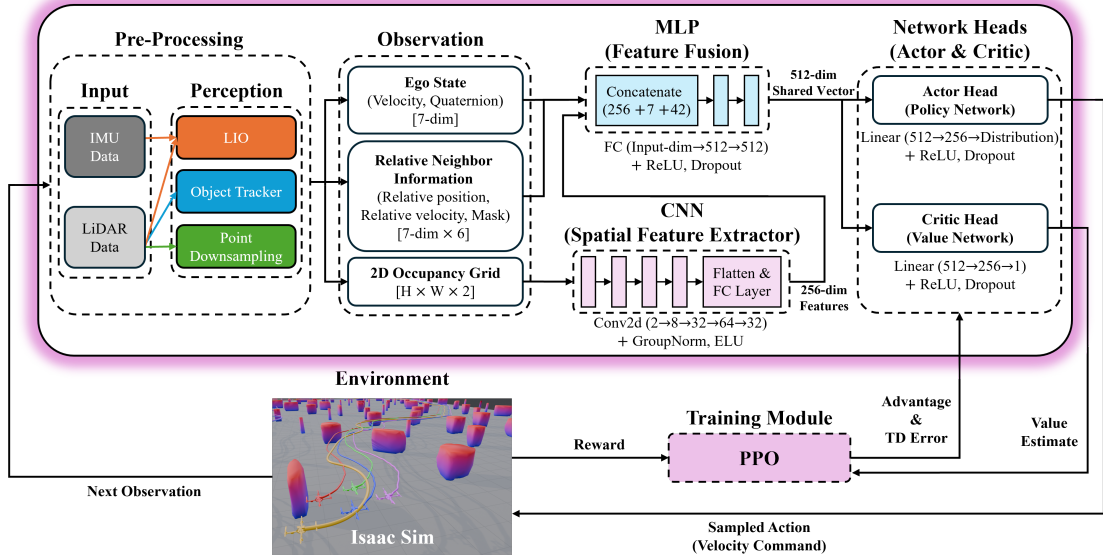 Pre-Processing
Input
Perception
IMU
Data
LiDAR
Data
LIO
Object Tracker
Point
Downsampling
Observation
Ego State
(Velocity, Quaternion)
[7-dim]
Relative Neighbor
Information
(Relative position,
Relative velocity, Mask)
[7-dim × 6]
2D Occupancy Grid
[H × W × 2]
MLP
(Feature Fusion)
Concatenate
(256 +7 +42)
FC (Input-dim→512→512)
+ ReLU, Dropout
512-dim
Shared Vector
CNN
(Spatial Feature Extractor)
Flatten &
FC Layer
Conv2d (2→8→32→64→32)
+ GroupNorm, ELU
256-dim
Features
Network Heads
(Actor & Critic)
Actor Head
(Policy Network)
Linear (512→256→Distribution)
+ ReLU, Dropout
Critic Head
(Value Network)
Linear (512→256→1)
+ ReLU, Dropout
Environment
Isaac Sim
Next Observation
Reward
Training Module
PPO
Advantage
&
TD Error
Value
Estimate
Sampled Action
(Velocity Command)